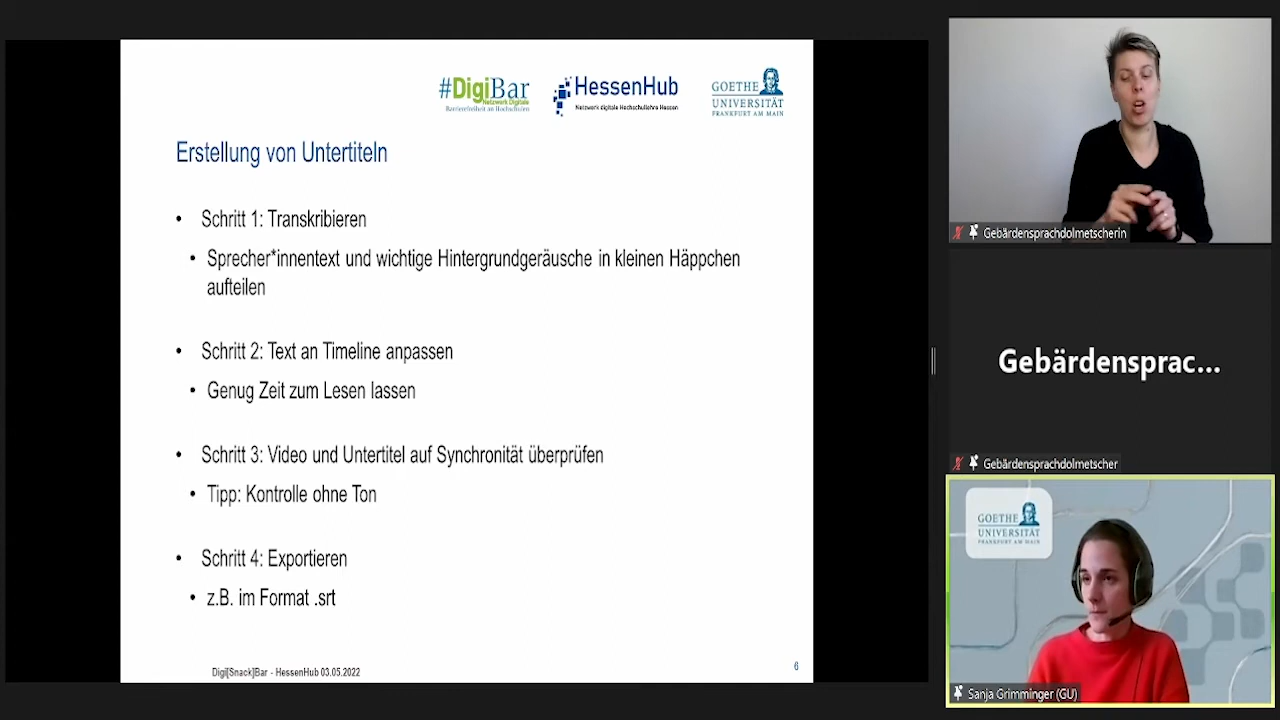 #DigiBar
Netzwerk Digitale
Barrierefreiheit an Hochschulen
HessenHub
Netzwerk digitale Hochschullehre Hessen
GOETHE
UNIVERSITÄT
FRANKFURT AM MAIN
Erstellung von Untertiteln
• Schritt 1: Transkribieren
• Sprecher*innentext und wichtige Hintergrundgeräusche in kleinen Häppchen
aufteilen
• Schritt 2: Text an Timeline anpassen
• Genug Zeit zum Lesen lassen
• Schritt 3: Video und Untertitel auf Synchronität überprüfen
• Tipp: Kontrolle ohne Ton
• Schritt 4: Exportieren
• z.B. im Format .srt
Digi[Snack]Bar - HessenHub 03.05.2022
6
Gebärdensprachdolmetscherin
Gebärdensprac...
Gebärdensprachdolmetscher
GOETHE
UNIVERSITÄT
FRANKFURT AM MAIN
Sanja Grimminger (GU)